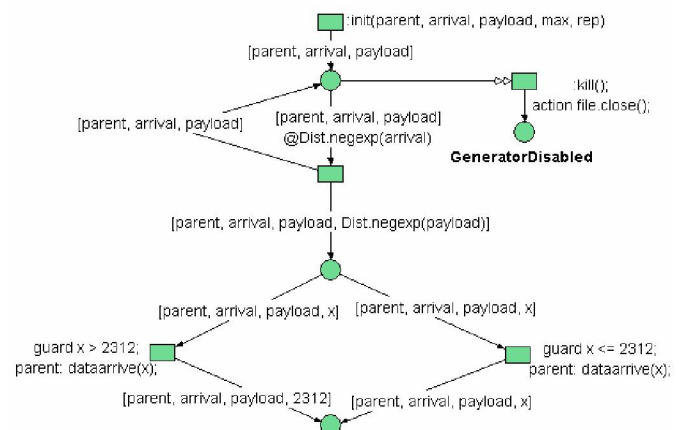 :init(parent, arrival, payload, max, rep)
[parent, arrival, payload]
:kill();
action file.close();
[parent, arrival, payload]
[parent, arrival, payload]
@Dist.negexp(arrival)
GeneratorDisabled
[parent, arrival, payload, Dist.negexp(payload)]
[parent, arrival, payload, x]
[parent, arrival, payload, x]
guard x > 2312;
parent: dataarrive(x);
guard x <= 2312;
parent: dataarrive(x);
[parent, arrival, payload, 2312]
[parent, arrival, payload, x]